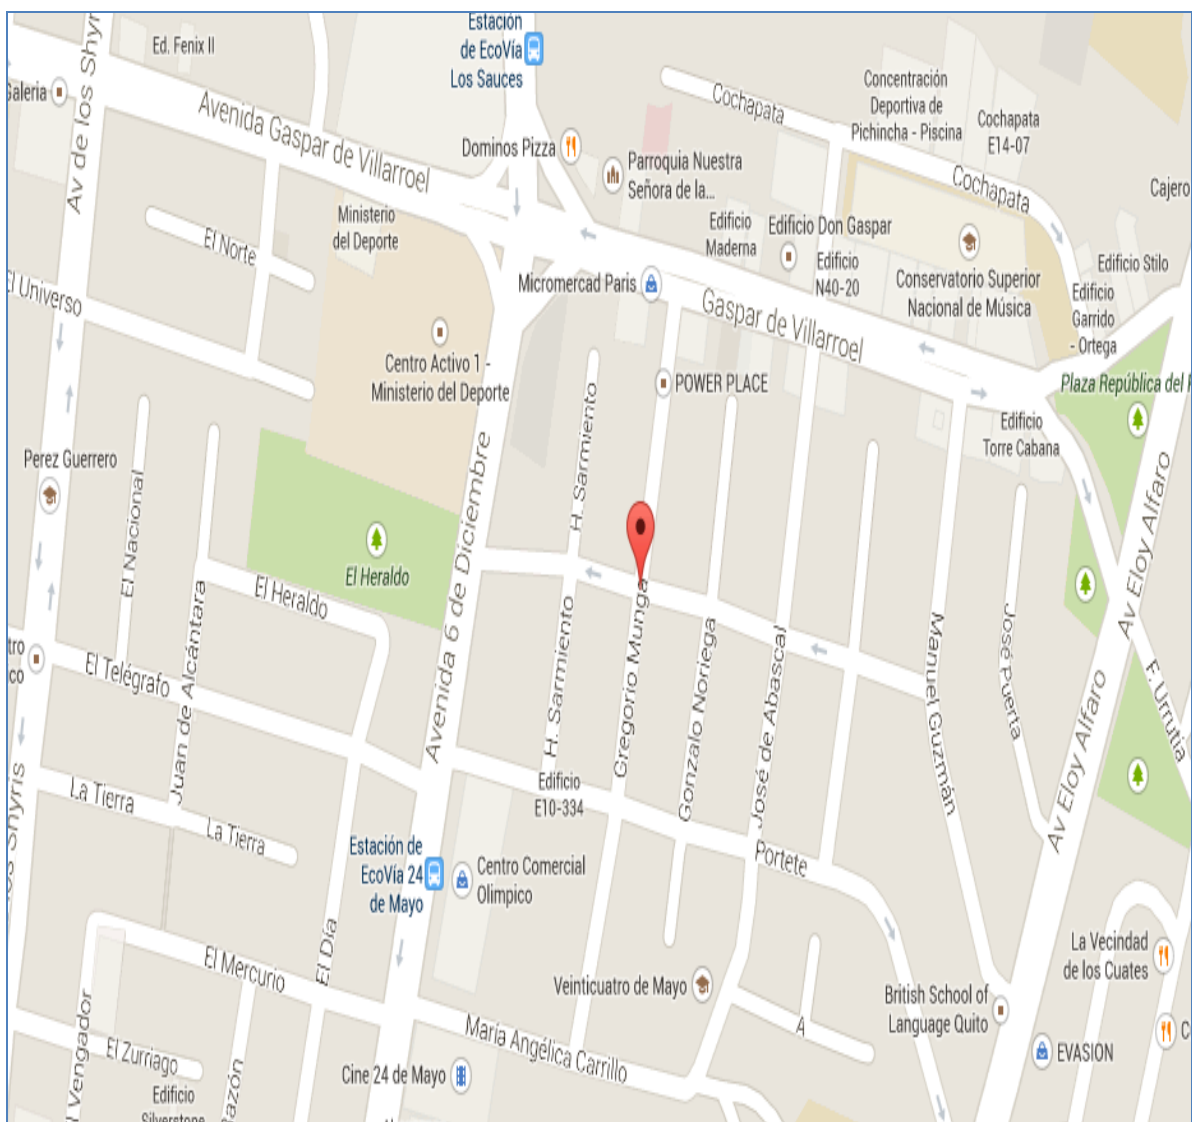 Estación
de EcoVía
Los Sauces
Ed. Fenix II
Av de los Shyri
Galeria
Avenida Gaspar de Villarroel
Cochapata
Concentración
Deportiva de
Pichincha - Piscina
Cochapata
E14-07
Dominos Pizza
Parroquia Nuestra
Señora de la...
Cochapata
Cajero
Ministerio
del Deporte
Edificio
Maderna
Edificio Don Gaspar
El Norte
Edificio
N40-20
Conservatorio Superior
Nacional de Música
Edificio Stilo
El Universo
Micromercad Paris
Gaspar de Villarroel
Edificio
Garrido
- Ortega
Centro Activo 1 -
Ministerio del Deporte
POWER PLACE
Plaza República del
Edificio
Torre Cabana
Perez Guerrero
El Nacional
H. Sarmiento
Avenida 6 de Diciembre
Av Eloy Alfaro
El Heraldo
El Heraldo
Juan de Alcántara
El Telégrafo
tro
co
H. Sarmiento
Gregorio Munga
Gonzalo Noriega
José de Abascal
Manuel Guzmán
José Puerta
F. Urrutia
Av Eloy Alfaro
La Tierra
La Tierra
los Shyris
Edificio
E10-334
Portete
Estación de
EcoVía 24
de Mayo
Centro Comercial
Olimpico
El Día
El Mercurio
Veinticuatro de Mayo
La Vecindad
de los Cuates
British School of
Language Quito
EVASION
C
A
María Angélica Carrillo
El Zurriago
l Vengador
Razón
Cine 24 de Mayo
Edificio
Silverstone